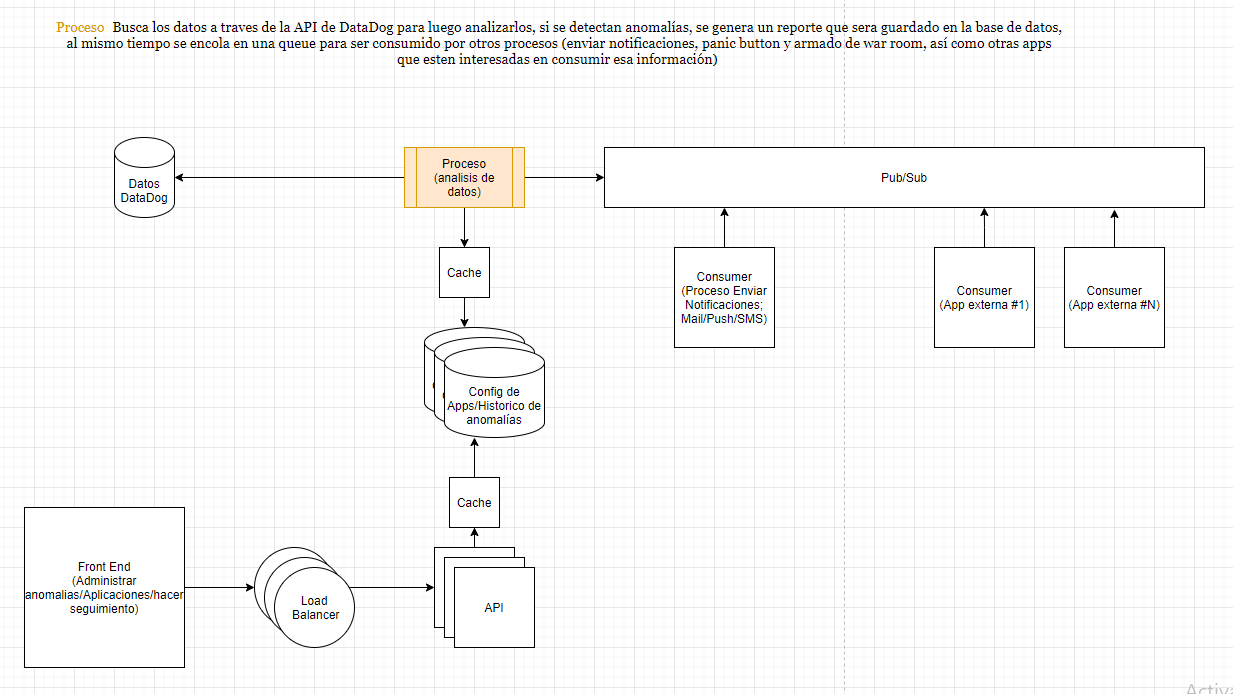 Proceso Busca los datos a traves de la API de DataDog para luego analizarlos, si se detectan anomalías, se genera un reporte que sera guardado en la base de datos,
al mismo tiempo se encola en una queue para ser consumido por otros procesos (enviar notificaciones, panic button y armado de war room, así como otras apps
que esten interesadas en consumir esa información)
Datos
DataDog
Proceso
(analisis de
datos)
Pub/Sub
Cache
Consumer
(Proceso Enviar
Notificaciones;
Mail/Push/SMS)
Consumer
(App externa #1)
Consumer
(App externa #N)
Config de
Apps/Historico de
anomalías
Cache
Front End
(Administrar
anomalias/Aplicaciones/hacer
seguimiento)
Load
Balancer
API